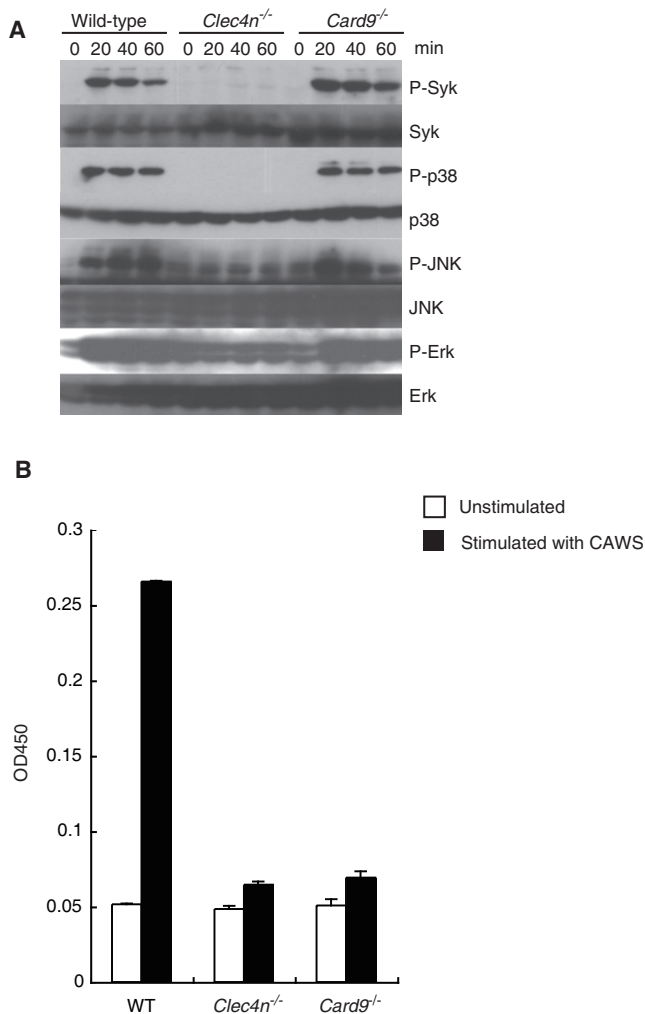 A
Wild-type Clec4n-/- Card9-/-
0 20 40 60 0 20 40 60 0 20 40 60 min
P-Syk
Syk
P-p38
p38
P-JNK
JNK
P-Erk
Erk
B
Unstimulated
Stimulated with CAWS
0.3
0.25
0.2
0.15
0.1
0.05
0
OD450
WT Clec4n-/- Card9-/-